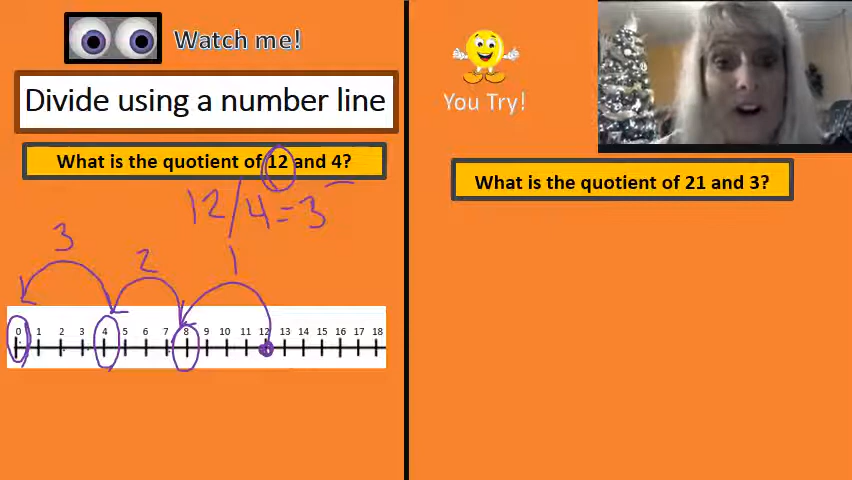 Watch me!
Divide using a number line
What is the quotient of 12 and 4?
12/4=3
3 2 1
0 1 2 3 4 5 6 7 8 9 10 11 12 13 14 15 16 17 18
You Try!
What is the quotient of 21 and 3?